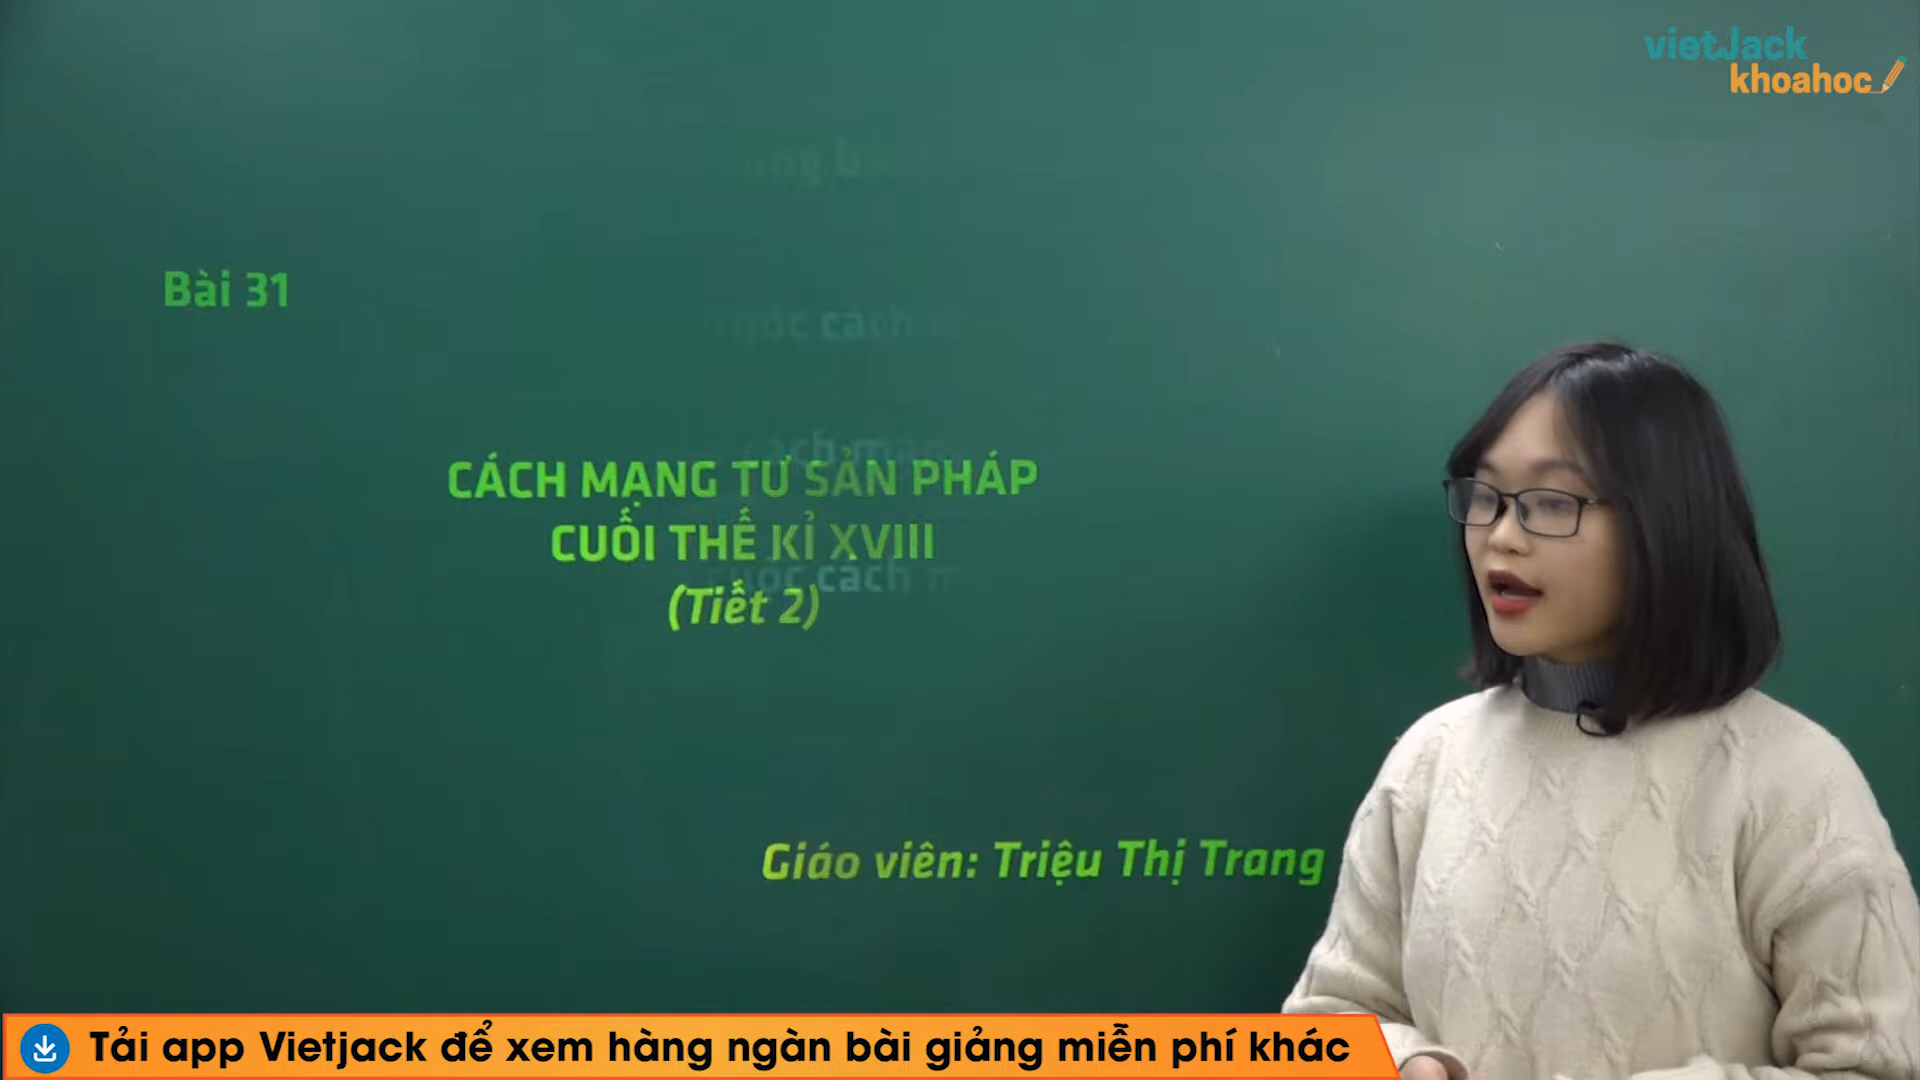 vietJack
khoahoc
Bài 31
CÁCH MẠNG TƯ SẢN PHÁP
CUỐI THẾ KỈ XVIII
(Tiết 2)
Giáo viên: Triệu Thị Trang
Tải app Vietjack để xem hàng ngàn bài giảng miễn phí khác